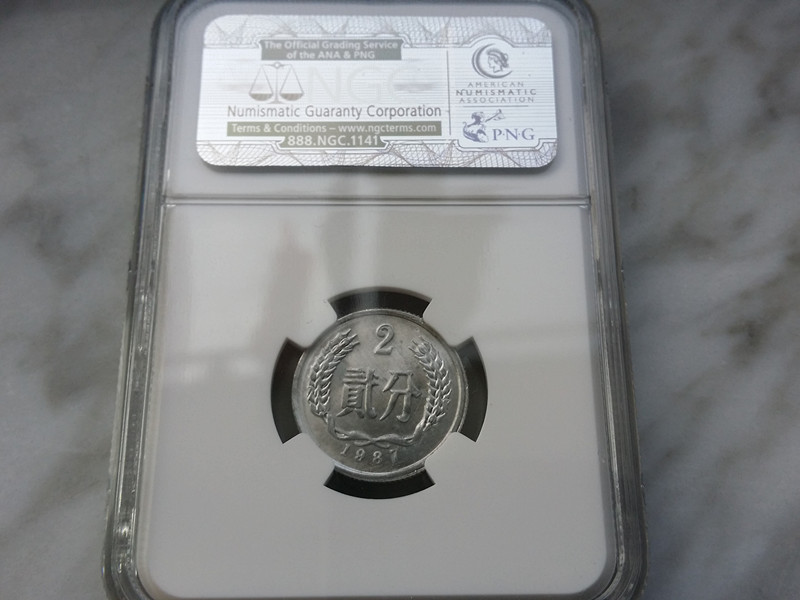 The Official Grading Service
of the ANA & PNG
NGC
Numismatic Guaranty Corporation
Terms & Conditions – www.ngcterms.com
888.NGC.1141
AMERICAN
NUMISMATIC
ASSOCIATION
PNG
2
貳分
1987